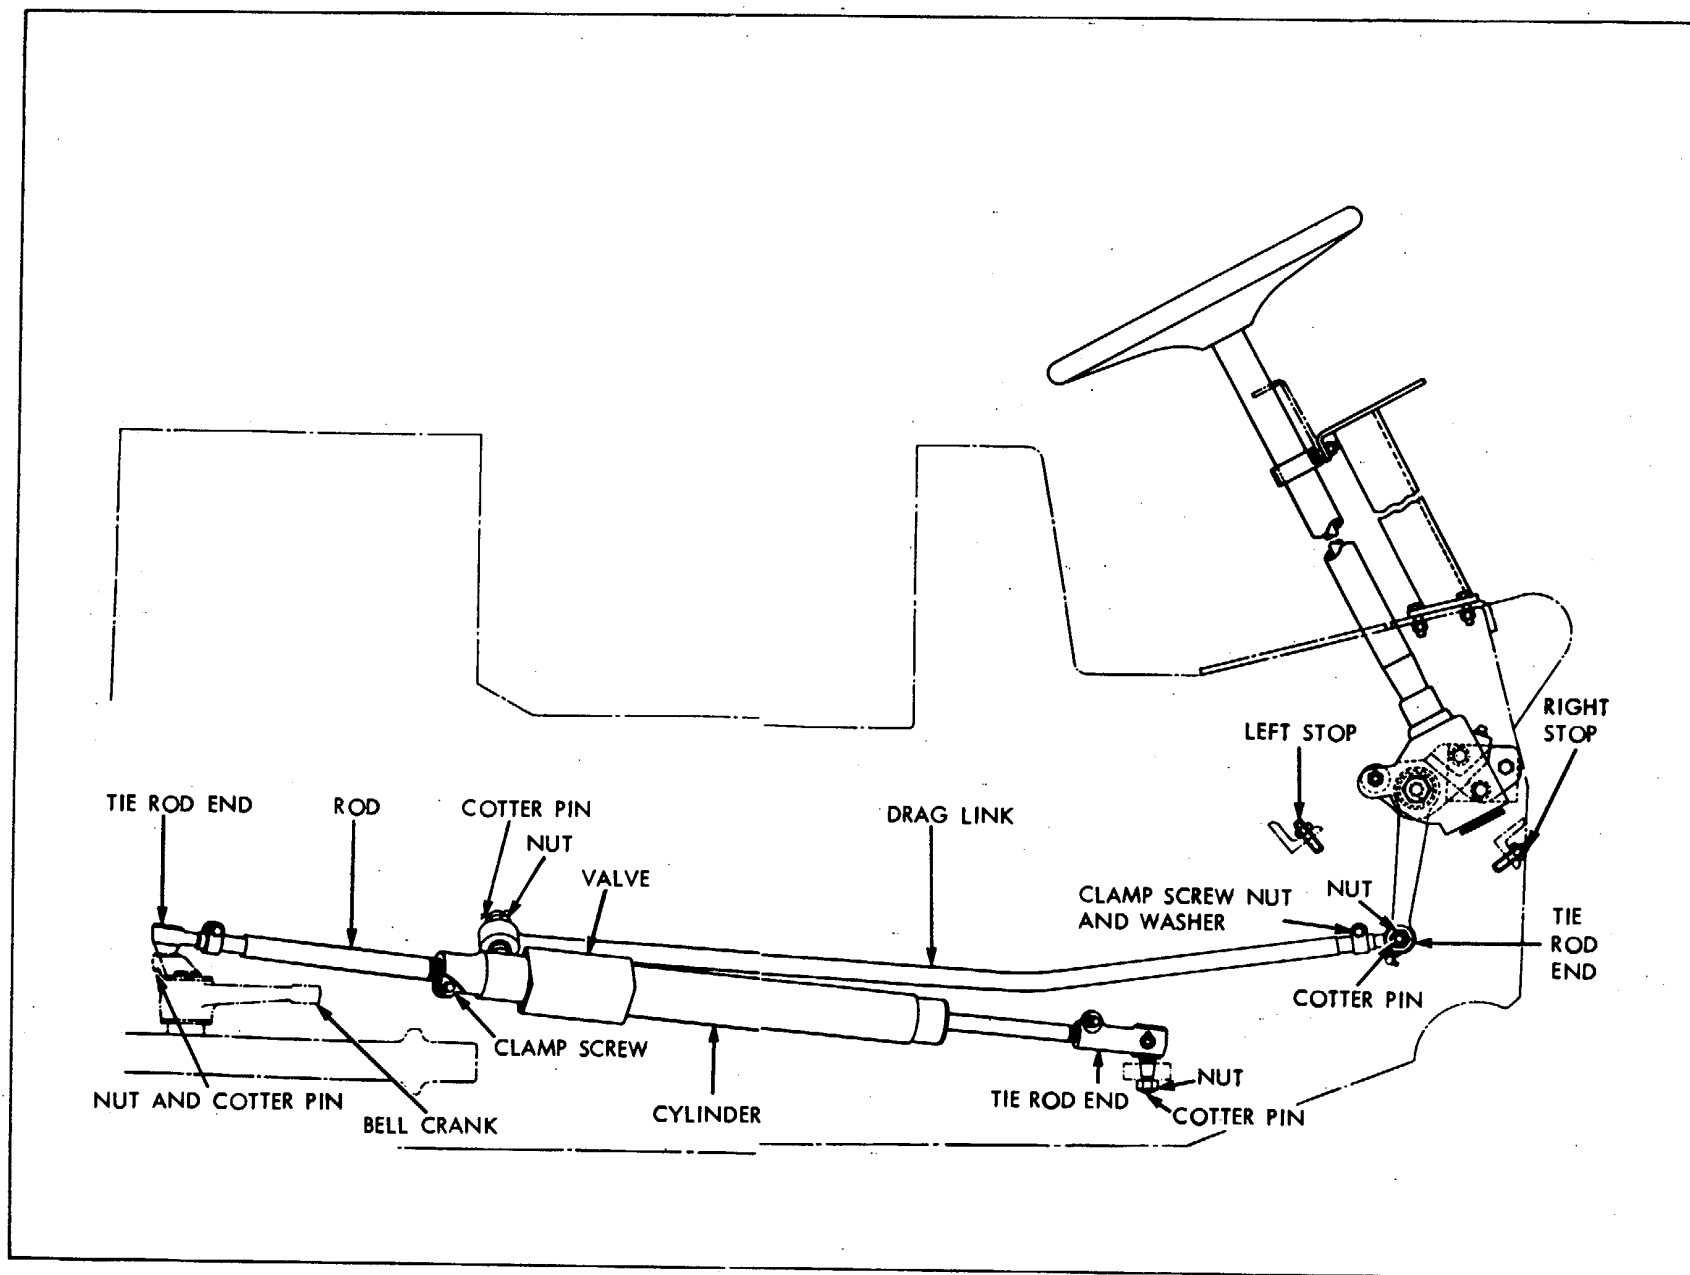 RIGHT
STOP
LEFT STOP
TIE ROD END
ROD
COTTER PIN
NUT
VALVE
DRAG LINK
CLAMP SCREW NUT
AND WASHER
NUT
TIE
ROD
END
COTTER PIN
CLAMP SCREW
NUT AND COTTER PIN
BELL CRANK
CYLINDER
TIE ROD END
NUT
COTTER PIN